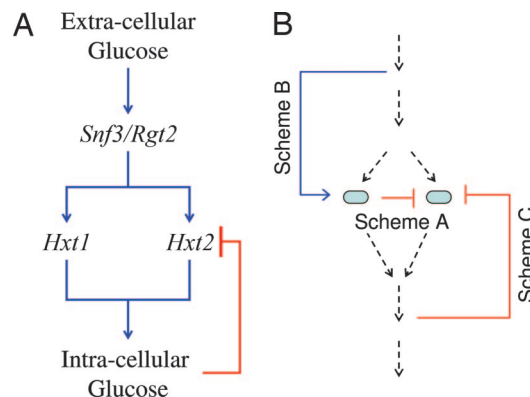 A
Extra-cellular
Glucose
Snf3/Rgt2
Hxt1
Hxt2
Intra-cellular
Glucose
B
Scheme B
Scheme A
Scheme C